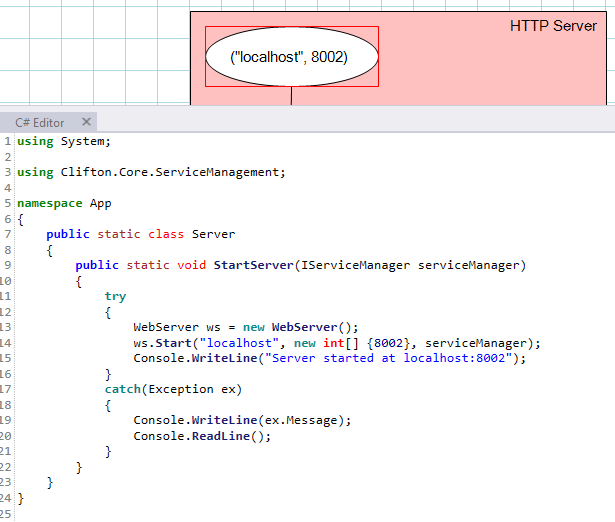 HTTP Server
("localhost", 8002)
C# Editor ✕
1 using System;
2
3 using Clifton.Core.ServiceManagement;
4
5 namespace App
6 {
7     public static class Server
8     {
9         public static void StartServer(IServiceManager serviceManager)
10         {
11             try
12             {
13                 WebServer ws = new WebServer();
14                 ws.Start("localhost", new int[] {8002}, serviceManager);
15                 Console.WriteLine("Server started at localhost:8002");
16             }
17             catch(Exception ex)
18             {
19                 Console.WriteLine(ex.Message);
20                 Console.ReadLine();
21             }
22         }
23     }
24 }
25